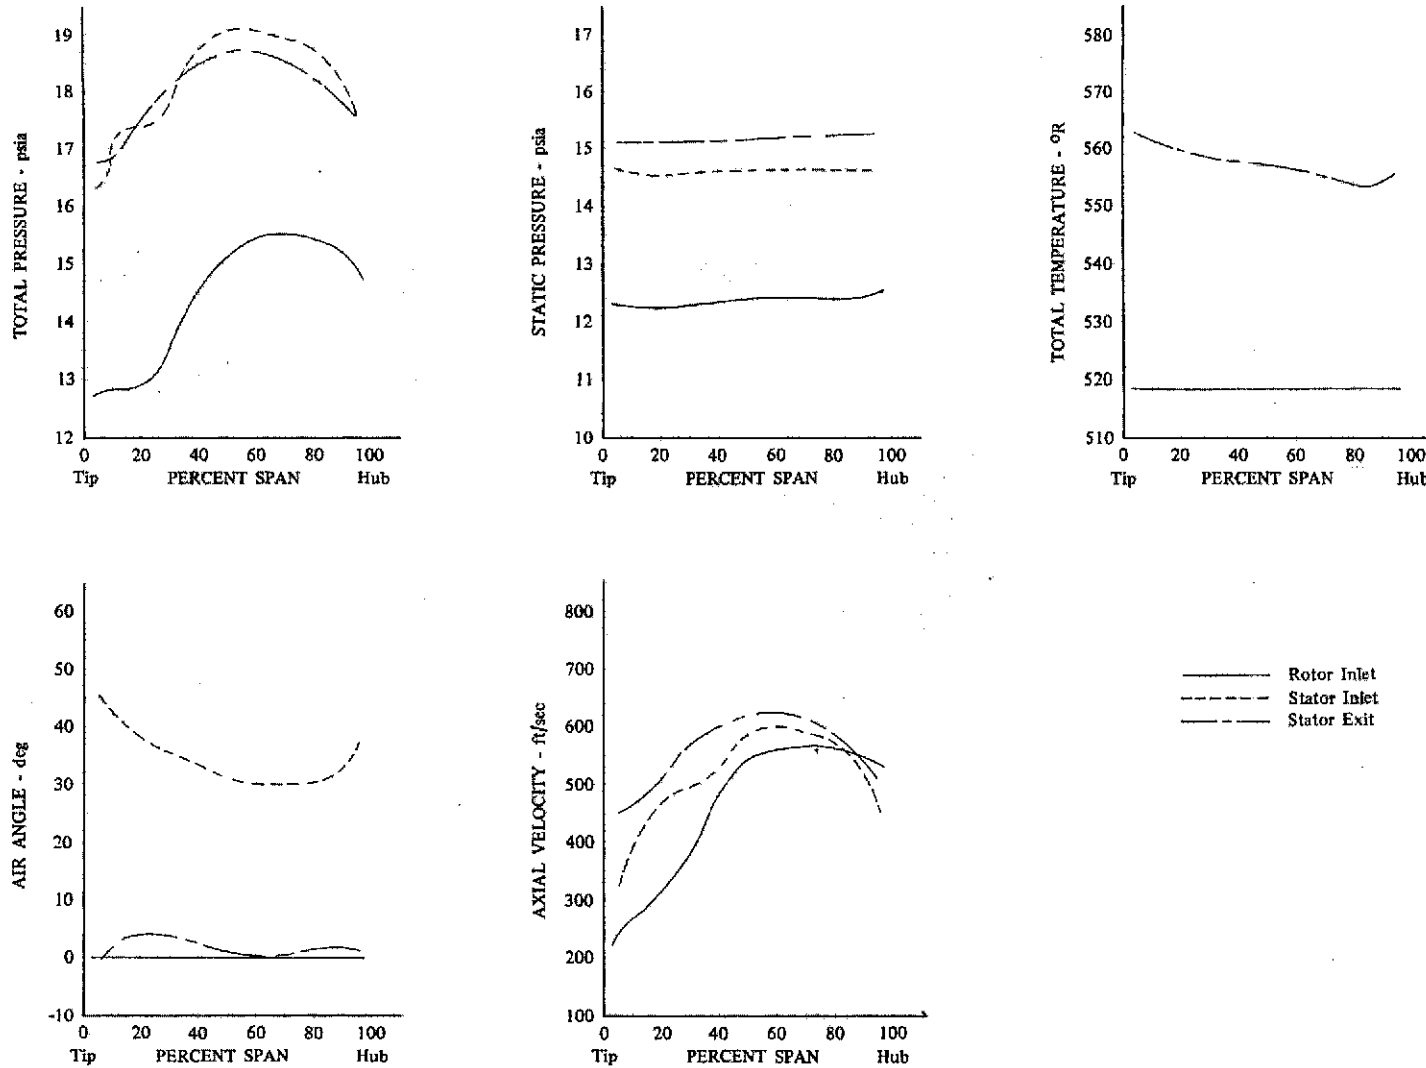 TOTAL PRESSURE - psia
19
18
17
16
15
14
13
12
0 20 40 60 80 100
Tip PERCENT SPAN Hub
STATIC PRESSURE - psia
17
16
15
14
13
12
11
10
0 20 40 60 80 100
Tip PERCENT SPAN Hub
TOTAL TEMPERATURE - °R
580
570
560
550
540
530
520
510
0 20 40 60 80 100
Tip PERCENT SPAN Hub
AIR ANGLE - deg
60
50
40
30
20
10
0
-10
0 20 40 60 80 100
Tip PERCENT SPAN Hub
AXIAL VELOCITY - ft/sec
800
700
600
500
400
300
200
100
0 20 40 60 80 100
Tip PERCENT SPAN Hub
Rotor Inlet
Stator Inlet
Stator Exit